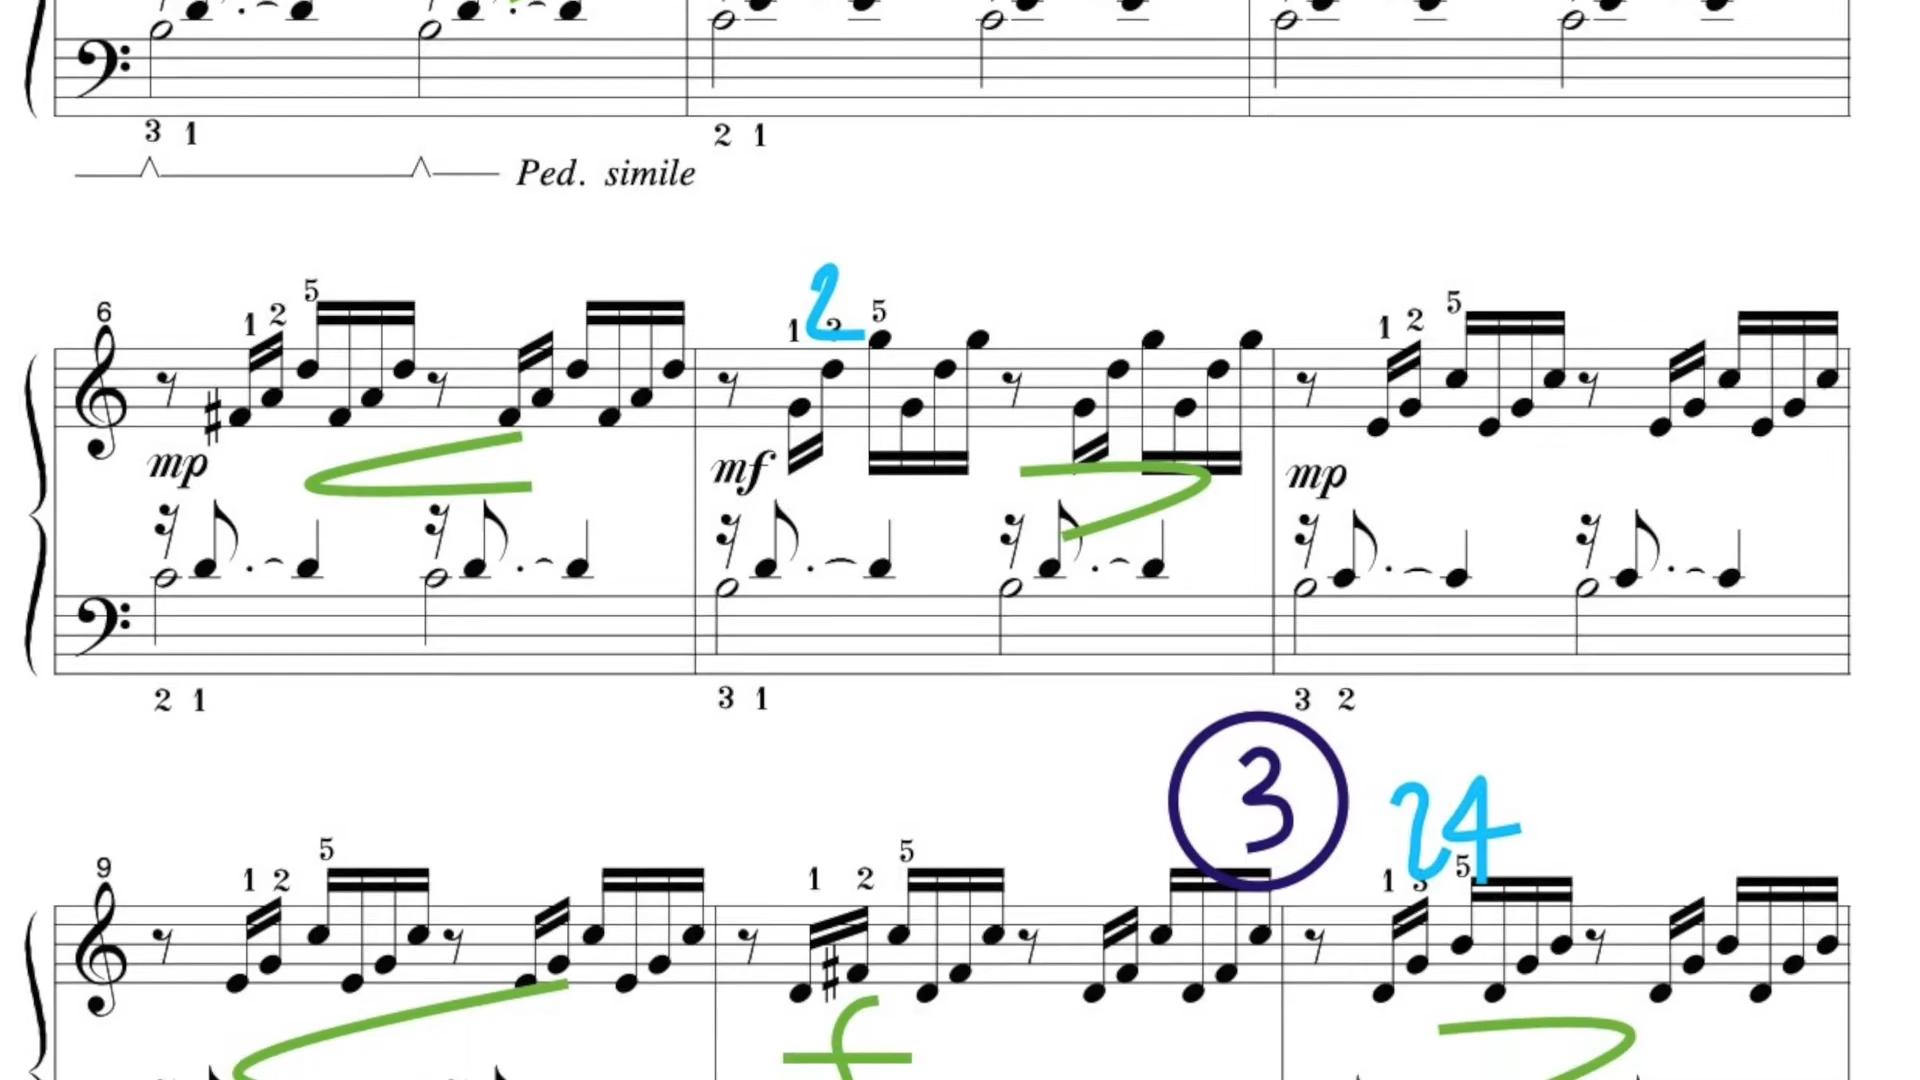 3 1 2 1
Ped. simile
2
5 5 5
6 1 2 1 1 2
mp mf mp
2 1 3 1 3 2
3 24
5 5 5
9 1 2 1 2 1 3
f